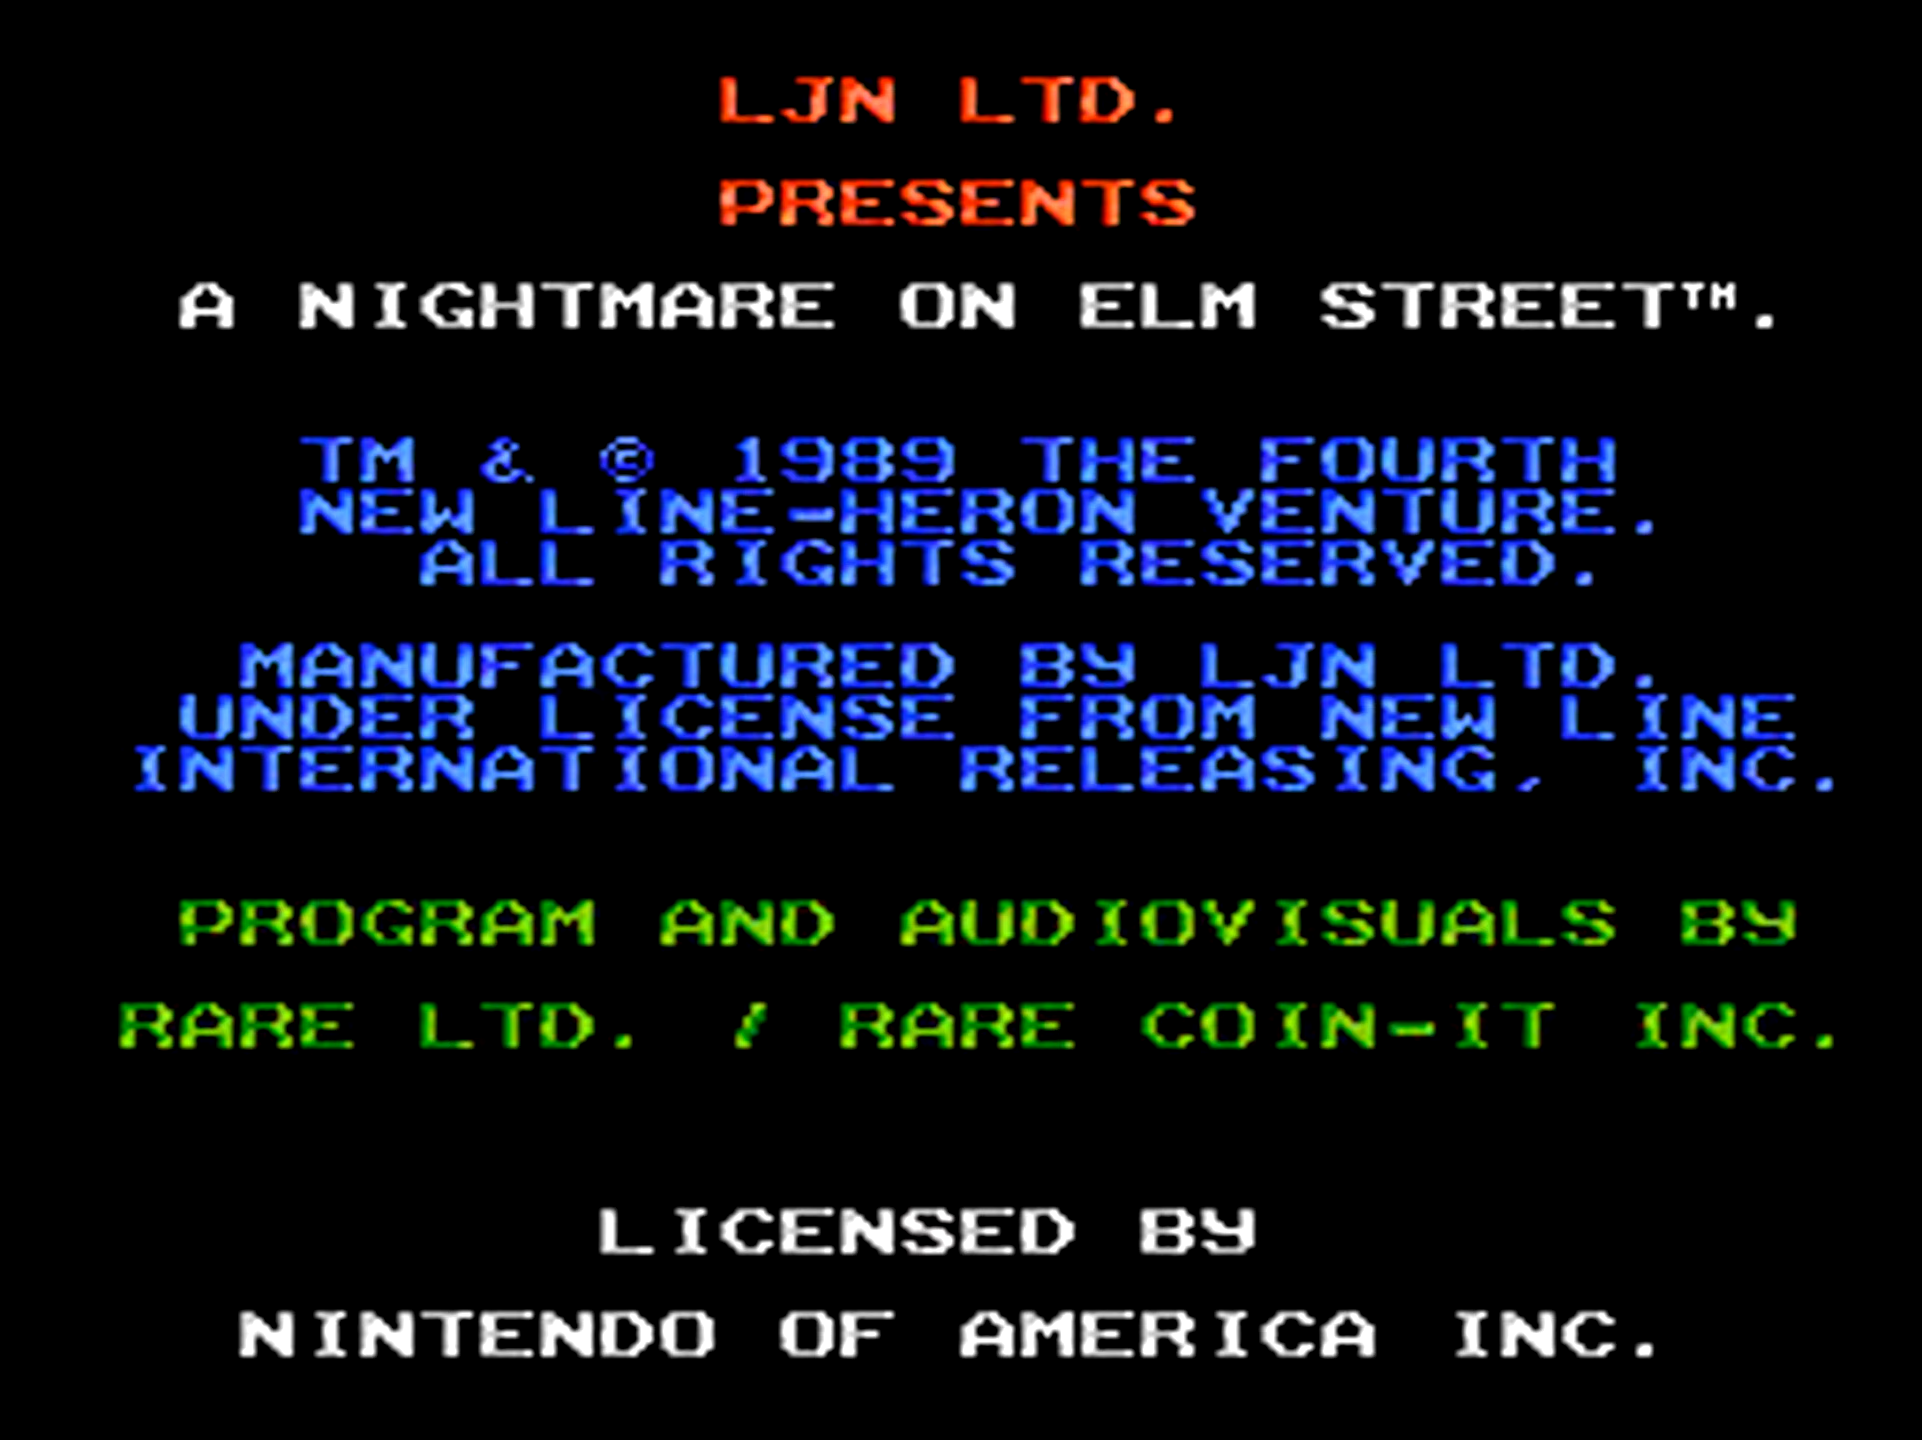 LJN LTD.
PRESENTS
A NIGHTMARE ON ELM STREET™.
TM & © 1989 THE FOURTH
NEW LINE-HERON VENTURE.
ALL RIGHTS RESERVED.
MANUFACTURED BY LJN LTD.
UNDER LICENSE FROM NEW LINE
INTERNATIONAL RELEASING, INC.
PROGRAM AND AUDIOVISUALS BY
RARE LTD. / RARE COIN-IT INC.
LICENSED BY
NINTENDO OF AMERICA INC.